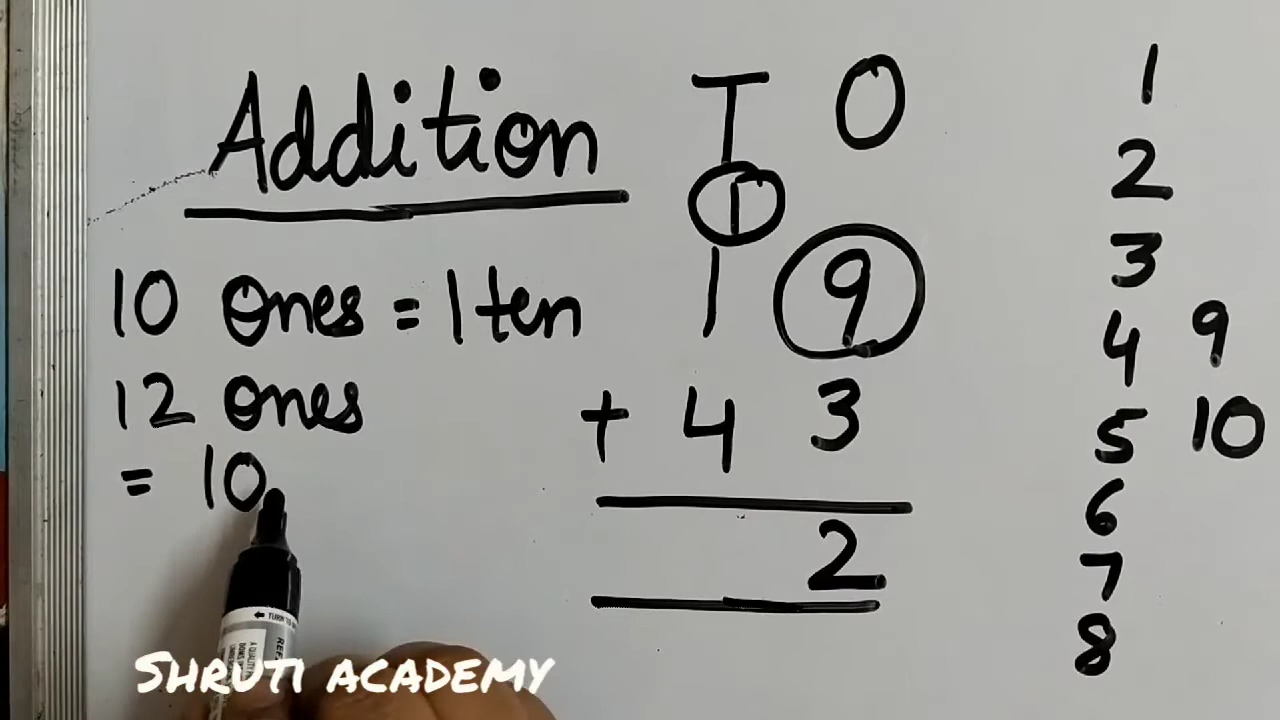 Addition
T O
1
10 Ones = 1 ten
1 9
12 Ones
+ 4 3
= 10
2
1
2
3
4 9
5 10
6
7
8
SHRUTI ACADEMY